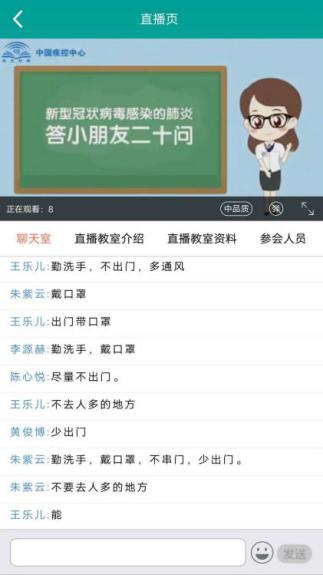 直播页
中国疾控中心
新型冠状病毒感染的肺炎
答小朋友二十问
正在观看：8
中品质
聊天室
直播教室介绍
直播教室资料
参会人员
王乐儿:勤洗手，不出门，多通风
朱紫云:戴口罩
王乐儿:出门带口罩
李源赫:勤洗手，戴口罩
陈心悦:尽量不出门。
王乐儿:不去人多的地方
黄俊博:少出门
朱紫云:勤洗手，戴口罩，不串门，少出门。
朱紫云:不要去人多的地方
王乐儿:能
发送